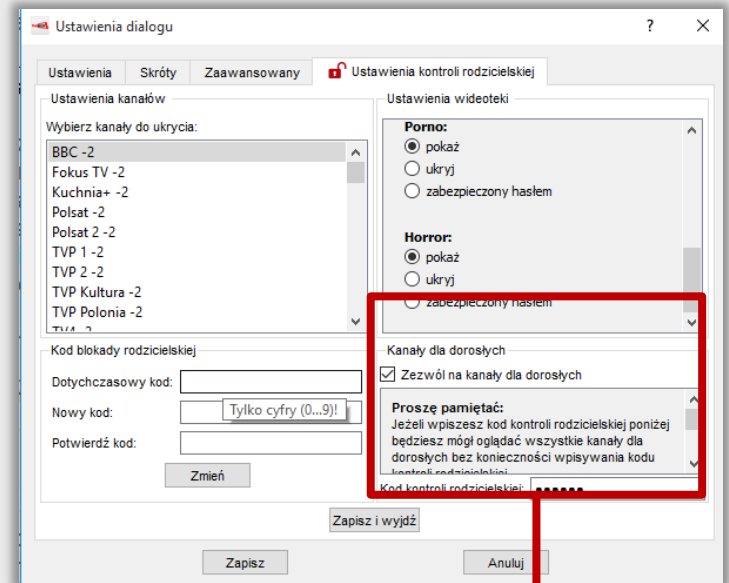 Ustawienia dialogu
Ustawienia
Skróty
Zaawansowany
Ustawienia kontroli rodzicielskiej
Ustawienia kanałów
Wybierz kanały do ukrycia:
BBC -2
Fokus TV -2
Kuchnia+ -2
Polsat -2
Polsat 2 -2
TVP 1 -2
TVP 2 -2
TVP Kultura -2
TVP Polonia -2
TV4 -2
Ustawienia wideoteki
Porno:
pokaż
ukryj
zabezpieczony hasłem
Horror:
pokaż
ukryj
zabezpieczony hasłem
Kod blokady rodzicielskiej
Dotychczasowy kod:
Nowy kod:
Tylko cyfry (0...9)!
Potwierdź kod:
Zmień
Kanały dla dorosłych
Zezwól na kanały dla dorosłych
Proszę pamiętać:
Jeżeli wpiszesz kod kontroli rodzicielskiej poniżej
będziesz mógł oglądać wszystkie kanały dla
dorosłych bez konieczności wpisywania kodu
kontroli rodzicielskiej
Kod kontroli rodzicielskiej:
Zapisz i wyjdź
Zapisz
Anuluj